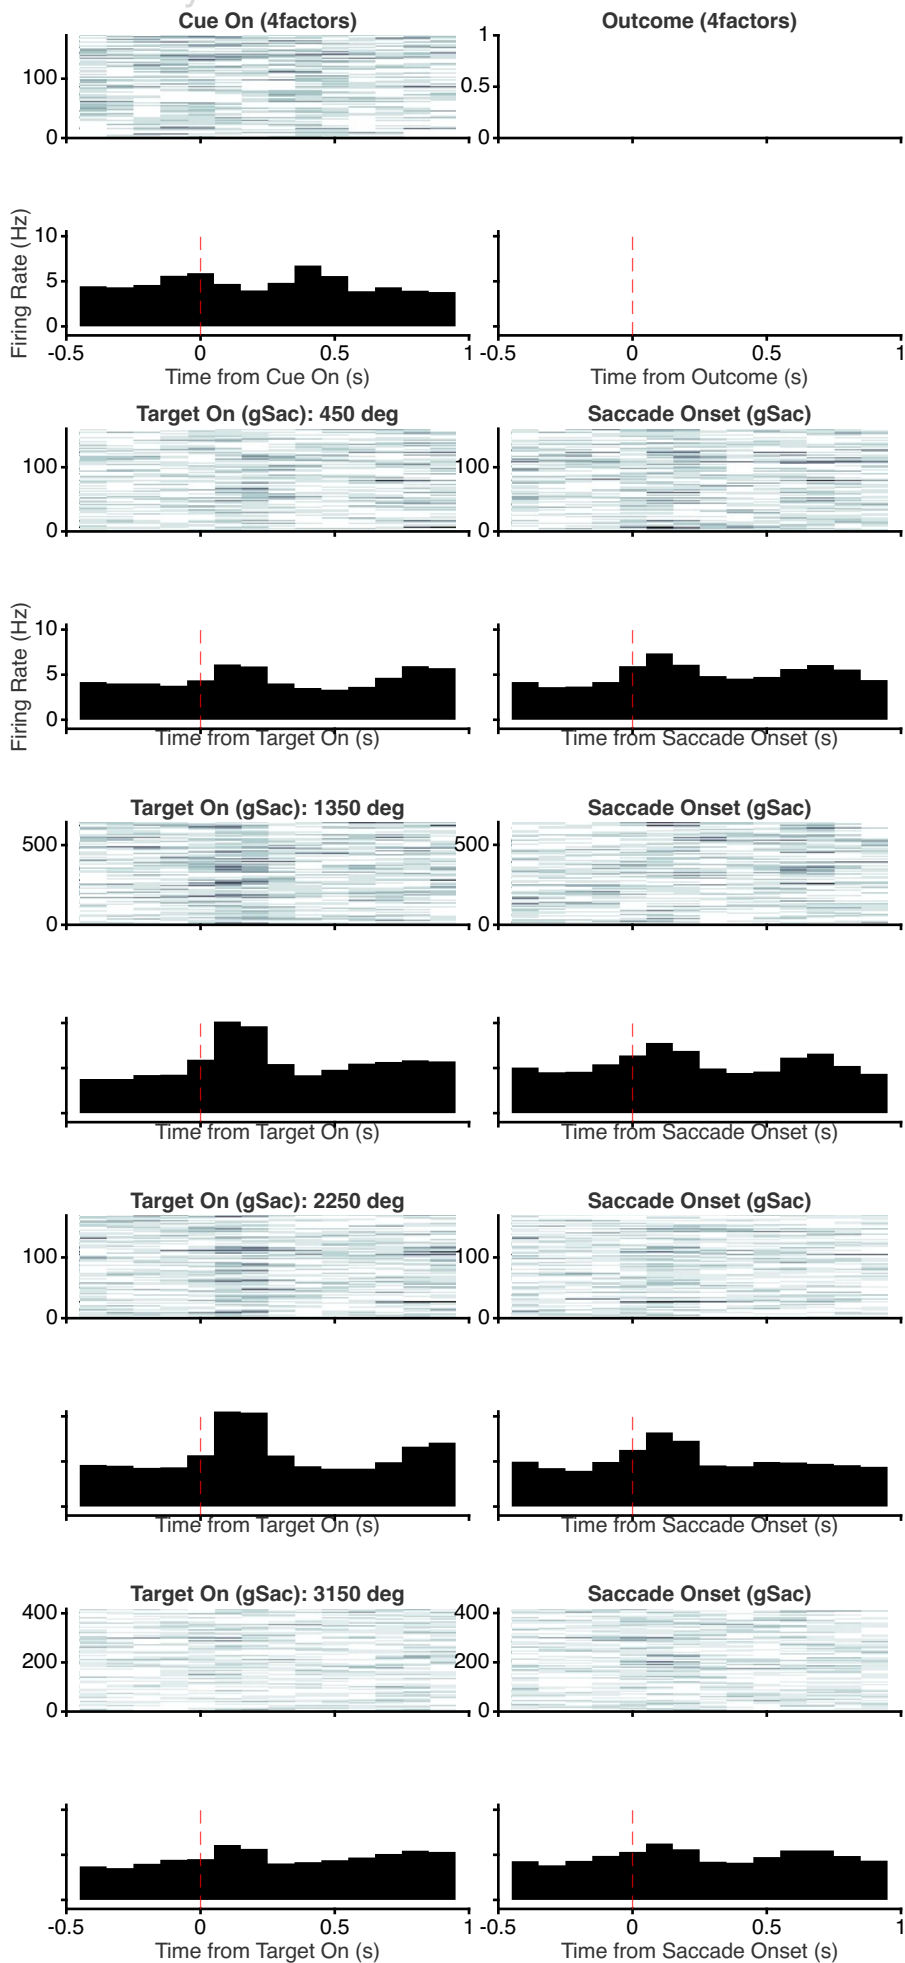 Cue On (4factors) Outcome (4factors)
100 1
0.5
0 0
Firing Rate (Hz)
10
5
0
-0.5 0 0.5 1 -0.5 0 0.5 1
Time from Cue On (s) Time from Outcome (s)
Target On (gSac): 450 deg Saccade Onset (gSac)
100 100
0 0
Firing Rate (Hz)
10
5
0
Time from Target On (s) Time from Saccade Onset (s)
Target On (gSac): 1350 deg Saccade Onset (gSac)
500 500
0 0
Time from Target On (s) Time from Saccade Onset (s)
Target On (gSac): 2250 deg Saccade Onset (gSac)
100 100
0 0
Time from Target On (s) Time from Saccade Onset (s)
Target On (gSac): 3150 deg Saccade Onset (gSac)
400 400
200 200
0 0
-0.5 0 0.5 1 -0.5 0 0.5 1
Time from Target On (s) Time from Saccade Onset (s)